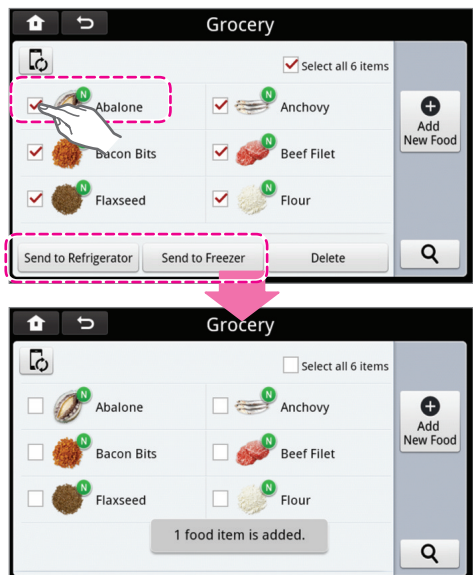 Grocery
Select all 6 items
N Abalone
N Anchovy
Add
New Food
N Bacon Bits
N Beef Filet
N Flaxseed
N Flour
Send to Refrigerator
Send to Freezer
Delete
Grocery
Select all 6 items
N Abalone
N Anchovy
Add
New Food
N Bacon Bits
N Beef Filet
N Flaxseed
N Flour
1 food item is added.